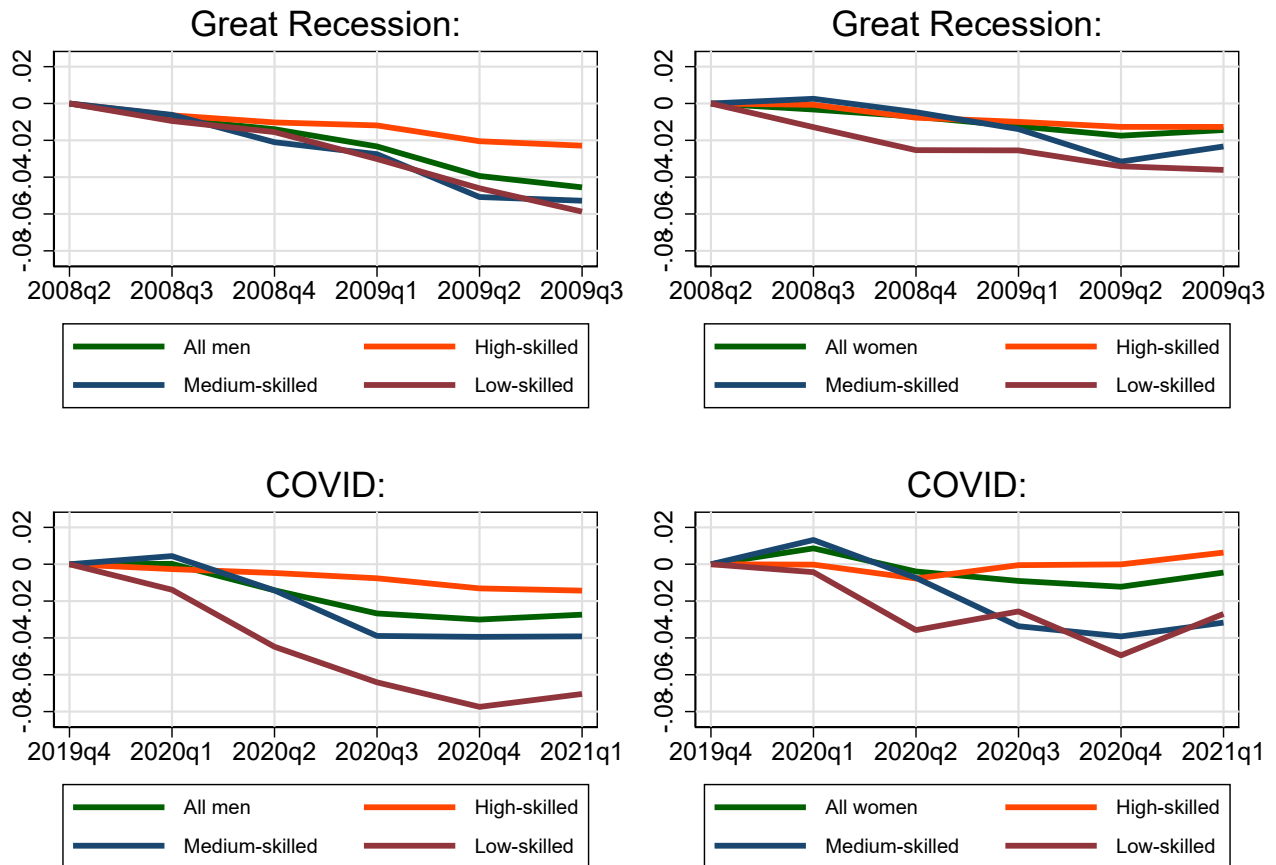 Great Recession:
.02
0
-.02
-.04
-.06
-.08
2008q2 2008q3 2008q4 2009q1 2009q2 2009q3
All men High-skilled
Medium-skilled Low-skilled
Great Recession:
.02
0
-.02
-.04
-.06
-.08
2008q2 2008q3 2008q4 2009q1 2009q2 2009q3
All women High-skilled
Medium-skilled Low-skilled
COVID:
.02
0
-.02
-.04
-.06
-.08
2019q4 2020q1 2020q2 2020q3 2020q4 2021q1
All men High-skilled
Medium-skilled Low-skilled
COVID:
.02
0
-.02
-.04
-.06
-.08
2019q4 2020q1 2020q2 2020q3 2020q4 2021q1
All women High-skilled
Medium-skilled Low-skilled